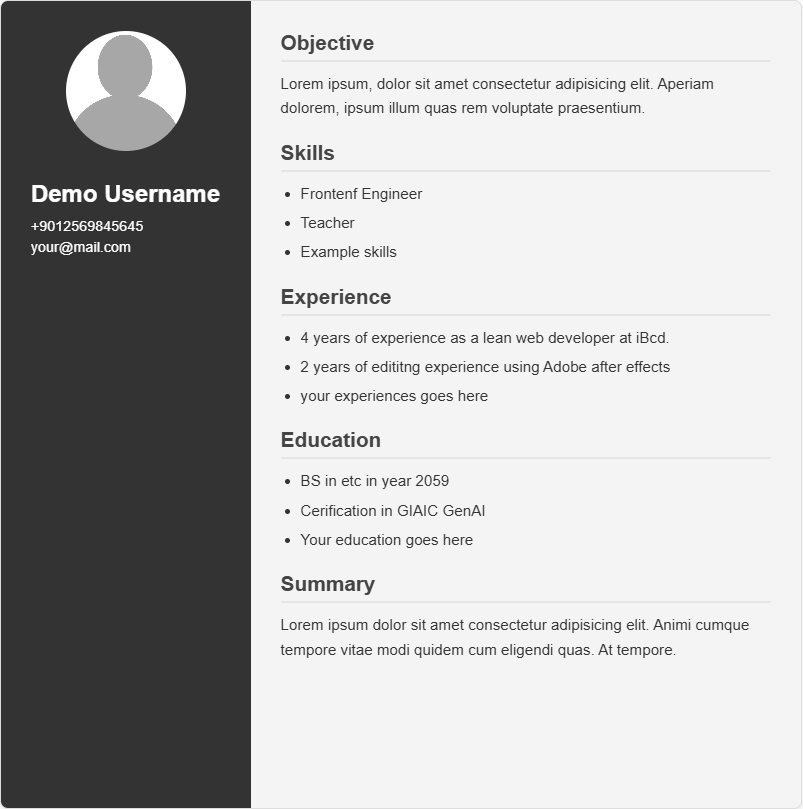 Demo Username
+9012569845645
your@mail.com
Objective
Lorem ipsum, dolor sit amet consectetur adipisicing elit. Aperiam
dolorem, ipsum illum quas rem voluptate praesentium.
Skills
Frontenf Engineer
Teacher
Example skills
Experience
4 years of experience as a lean web developer at iBcd.
2 years of edititng experience using Adobe after effects
your experiences goes here
Education
BS in etc in year 2059
Cerification in GIAIC GenAI
Your education goes here
Summary
Lorem ipsum dolor sit amet consectetur adipisicing elit. Animi cumque
tempore vitae modi quidem cum eligendi quas. At tempore.